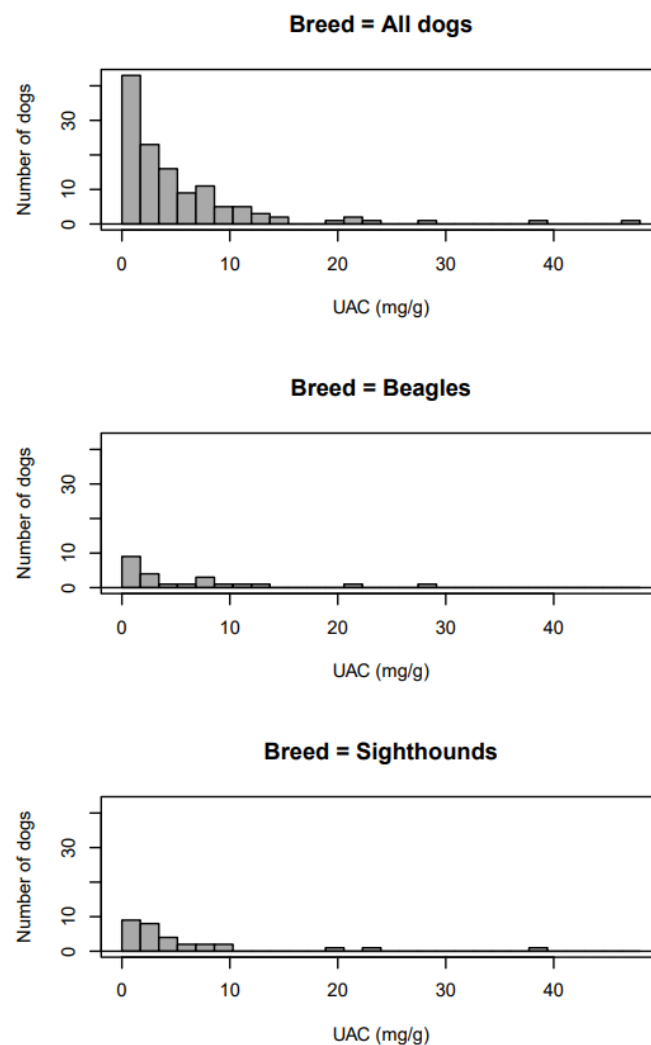 Breed = All dogs
Number of dogs
0 10 30
0 10 20 30 40
UAC (mg/g)
Breed = Beagles
Number of dogs
0 10 30
0 10 20 30 40
UAC (mg/g)
Breed = Sighthounds
Number of dogs
0 10 30
0 10 20 30 40
UAC (mg/g)